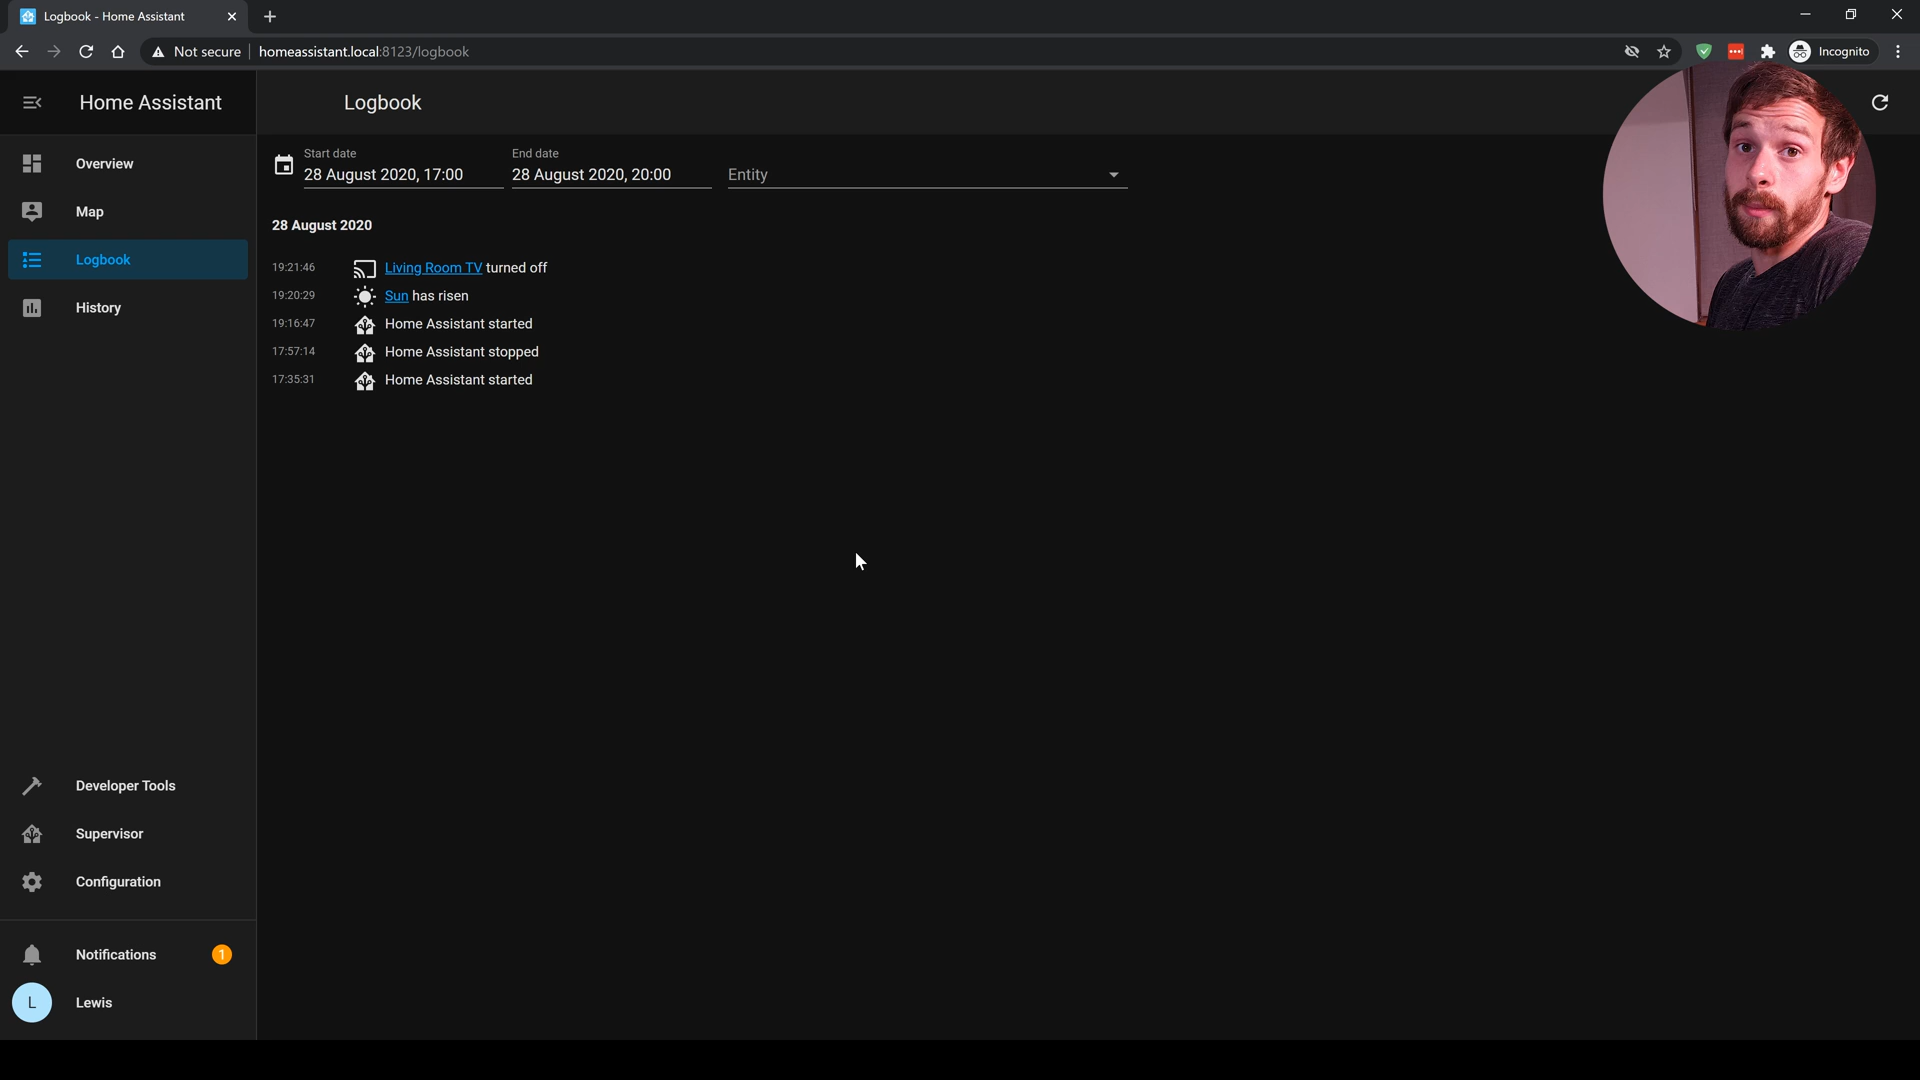 Logbook - Home Assistant
Not secure homeassistant.local:8123/logbook
Incognito
Home Assistant
Logbook
Overview
Map
Logbook
History
Developer Tools
Supervisor
Configuration
Notifications 1
L Lewis
Start date
28 August 2020, 17:00
End date
28 August 2020, 20:00
Entity
28 August 2020
19:21:46 Living Room TV turned off
19:20:29 Sun has risen
19:16:47 Home Assistant started
17:57:14 Home Assistant stopped
17:35:31 Home Assistant started